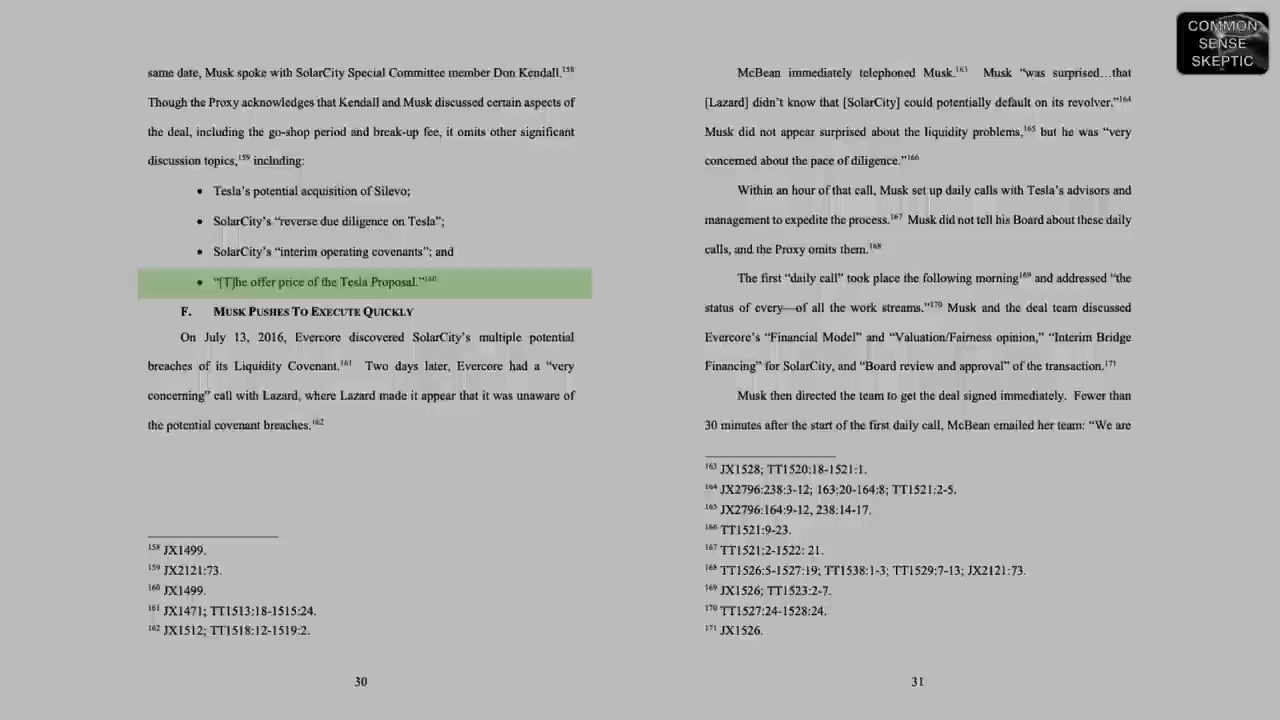 same date, Musk spoke with SolarCity Special Committee member Don Kendall.158
Though the Proxy acknowledges that Kendall and Musk discussed certain aspects of
the deal, including the go-shop period and break-up fee, it omits other significant
discussion topics,159 including:
• Tesla's potential acquisition of Silevo;
• SolarCity's "reverse due diligence on Tesla";
• SolarCity's "interim operating covenants"; and
• "[T]he offer price of the Tesla Proposal."160
F. MUSK PUSHES TO EXECUTE QUICKLY
On July 13, 2016, Evercore discovered SolarCity's multiple potential
breaches of its Liquidity Covenant.161 Two days later, Evercore had a "very
concerning" call with Lazard, where Lazard made it appear that it was unaware of
the potential covenant breaches.162
158 JX1499.
159 JX2121:73.
160 JX1499.
161 JX1471; TT1513:18-1515:24.
162 JX1512; TT1518:12-1519:2.
30
McBean immediately telephoned Musk.163 Musk "was surprised…that
[Lazard] didn't know that [SolarCity] could potentially default on its revolver."164
Musk did not appear surprised about the liquidity problems,165 but he was "very
concerned about the pace of diligence."166
Within an hour of that call, Musk set up daily calls with Tesla's advisors and
management to expedite the process.167 Musk did not tell his Board about these daily
calls, and the Proxy omits them.168
The first "daily call" took place the following morning169 and addressed "the
status of every—of all the work streams."170 Musk and the deal team discussed
Evercore's "Financial Model" and "Valuation/Fairness opinion," "Interim Bridge
Financing" for SolarCity, and "Board review and approval" of the transaction.171
Musk then directed the team to get the deal signed immediately. Fewer than
30 minutes after the start of the first daily call, McBean emailed her team: "We are
163 JX1528; TT1520:18-1521:1.
164 JX2796:238:3-12; 163:20-164:8; TT1521:2-5.
165 JX2796:164:9-12, 238:14-17.
166 TT1521:9-23.
167 TT1521:2-1522: 21.
168 TT1526:5-1527:19; TT1538:1-3; TT1529:7-13; JX2121:73.
169 JX1526; TT1523:2-7.
170 TT1527:24-1528:24.
171 JX1526.
31
COMMON
SENSE
SKEPTIC